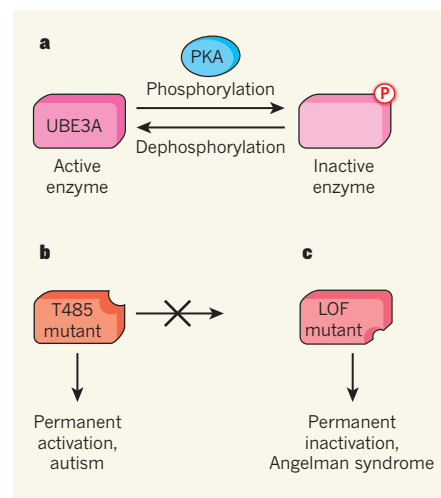 a
PKA
Phosphorylation
P
UBE3A
Dephosphorylation
Active
enzyme
Inactive
enzyme
b
c
T485
mutant
LOF
mutant
Permanent
activation,
autism
Permanent
inactivation,
Angelman syndrome